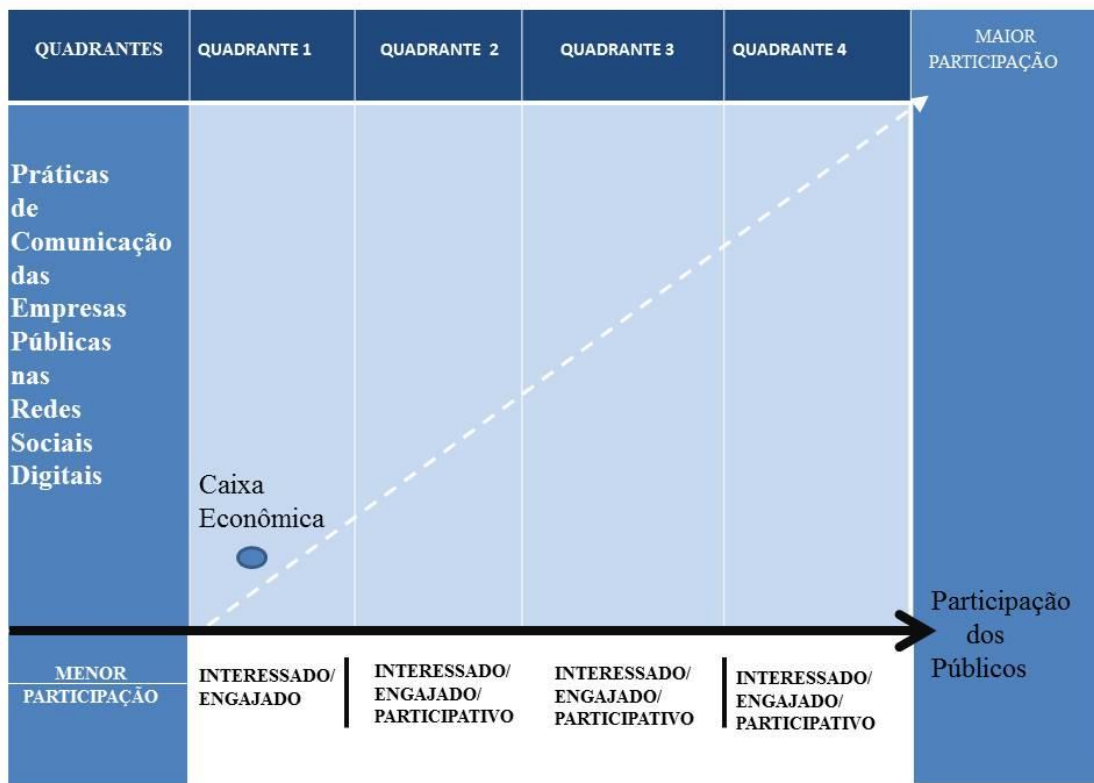 QUADRANTES
QUADRANTE 1
QUADRANTE 2
QUADRANTE 3
QUADRANTE 4
MAIOR
PARTICIPAÇÃO
Práticas
de
Comunicação
das
Empresas
Públicas
nas
Redes
Sociais
Digitais
Caixa
Econômica
Participação
dos
Públicos
MENOR
PARTICIPAÇÃO
INTERESSADO/
ENGAJADO
INTERESSADO/
ENGAJADO/
PARTICIPATIVO
INTERESSADO/
ENGAJADO/
PARTICIPATIVO
INTERESSADO/
ENGAJADO/
PARTICIPATIVO